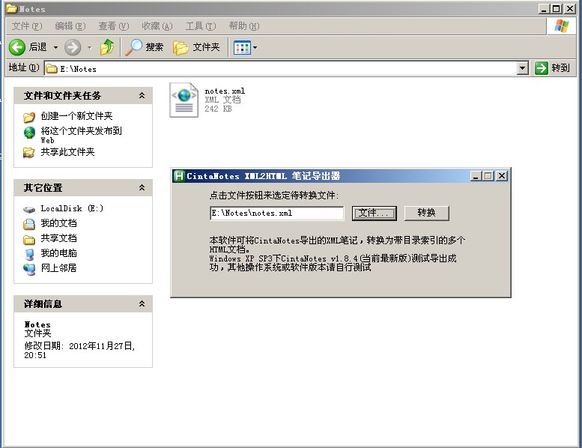 Notes
文件(F) 编辑(E) 查看(V) 收藏(A) 工具(T) 帮助(H)
后退 搜索 文件夹
地址(D) E:\Notes 转到
文件和文件夹任务
创建一个新文件夹
将这个文件夹发布到
Web
共享此文件夹
其它位置
LocalDisk (E:)
我的文档
共享文档
我的电脑
网上邻居
详细信息
Notes
文件夹
修改日期: 2012年11月27日,
20:51
notes.xml
XML 文档
242 KB
CintaNotes XML2HTML 笔记导出器
点击文件按钮来选定待转换文件:
E:\Notes\notes.xml 文件... 转换
本软件可将CintaNotes导出的XML笔记，转换为带目录索引的多个
HTML文档。
Windows XP SP3下CintaNotes v1.8.4(当前最新版)测试导出成
功，其他操作系统或软件版本请自行测试